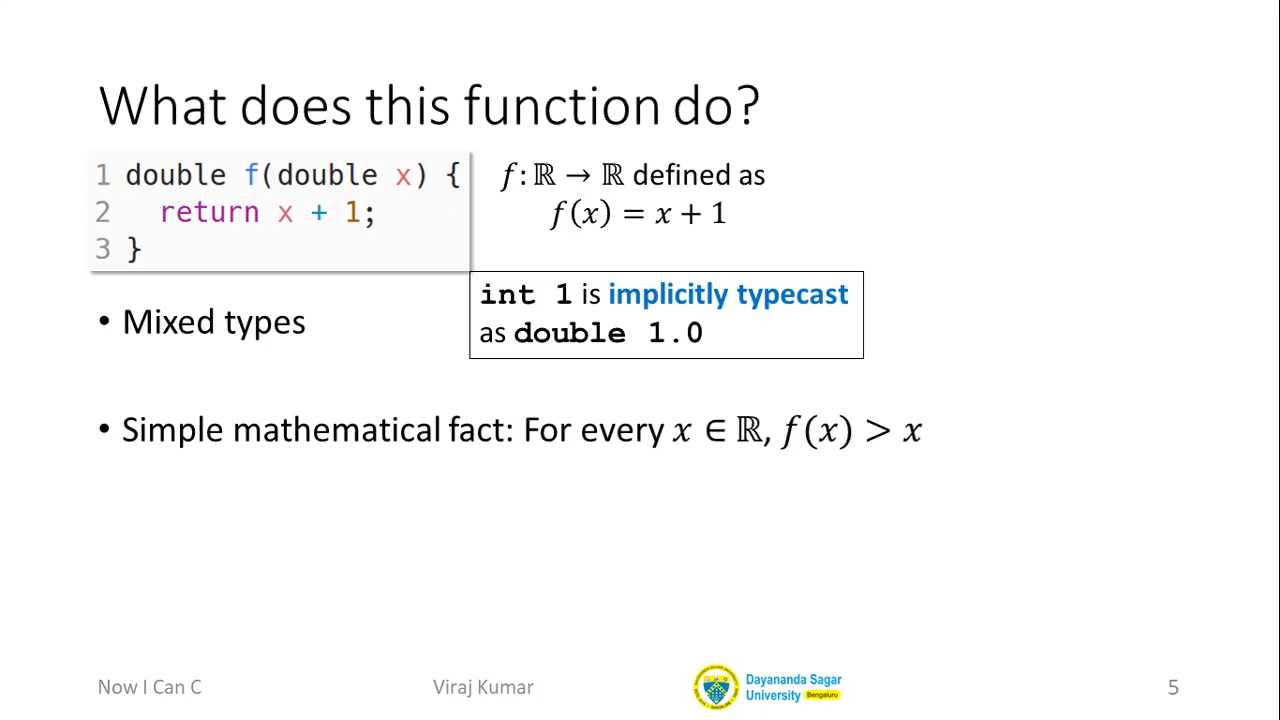 What does this function do?
1 double f(double x) {
2   return x + 1;
3 }
f: ℝ → ℝ defined as
f(x) = x + 1
int 1 is implicitly typecast
as double 1.0
• Mixed types
• Simple mathematical fact: For every x ∈ ℝ, f(x) > x
Now I Can C
Viraj Kumar
Dayananda Sagar
University Bengaluru
5